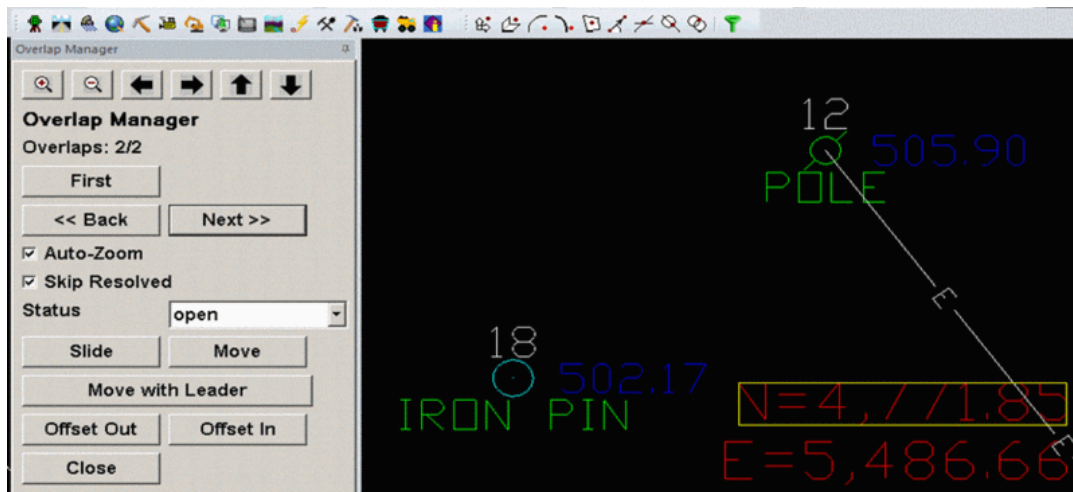 Overlap Manager
Overlap Manager
Overlaps: 2/2
First
<< Back Next >>
Auto-Zoom
Skip Resolved
Status open
Slide Move
Move with Leader
Offset Out Offset In
Close
12
505.90
POLE
E
18
502.17
IRON PIN
N=4,771.85
E
E=5,486.66